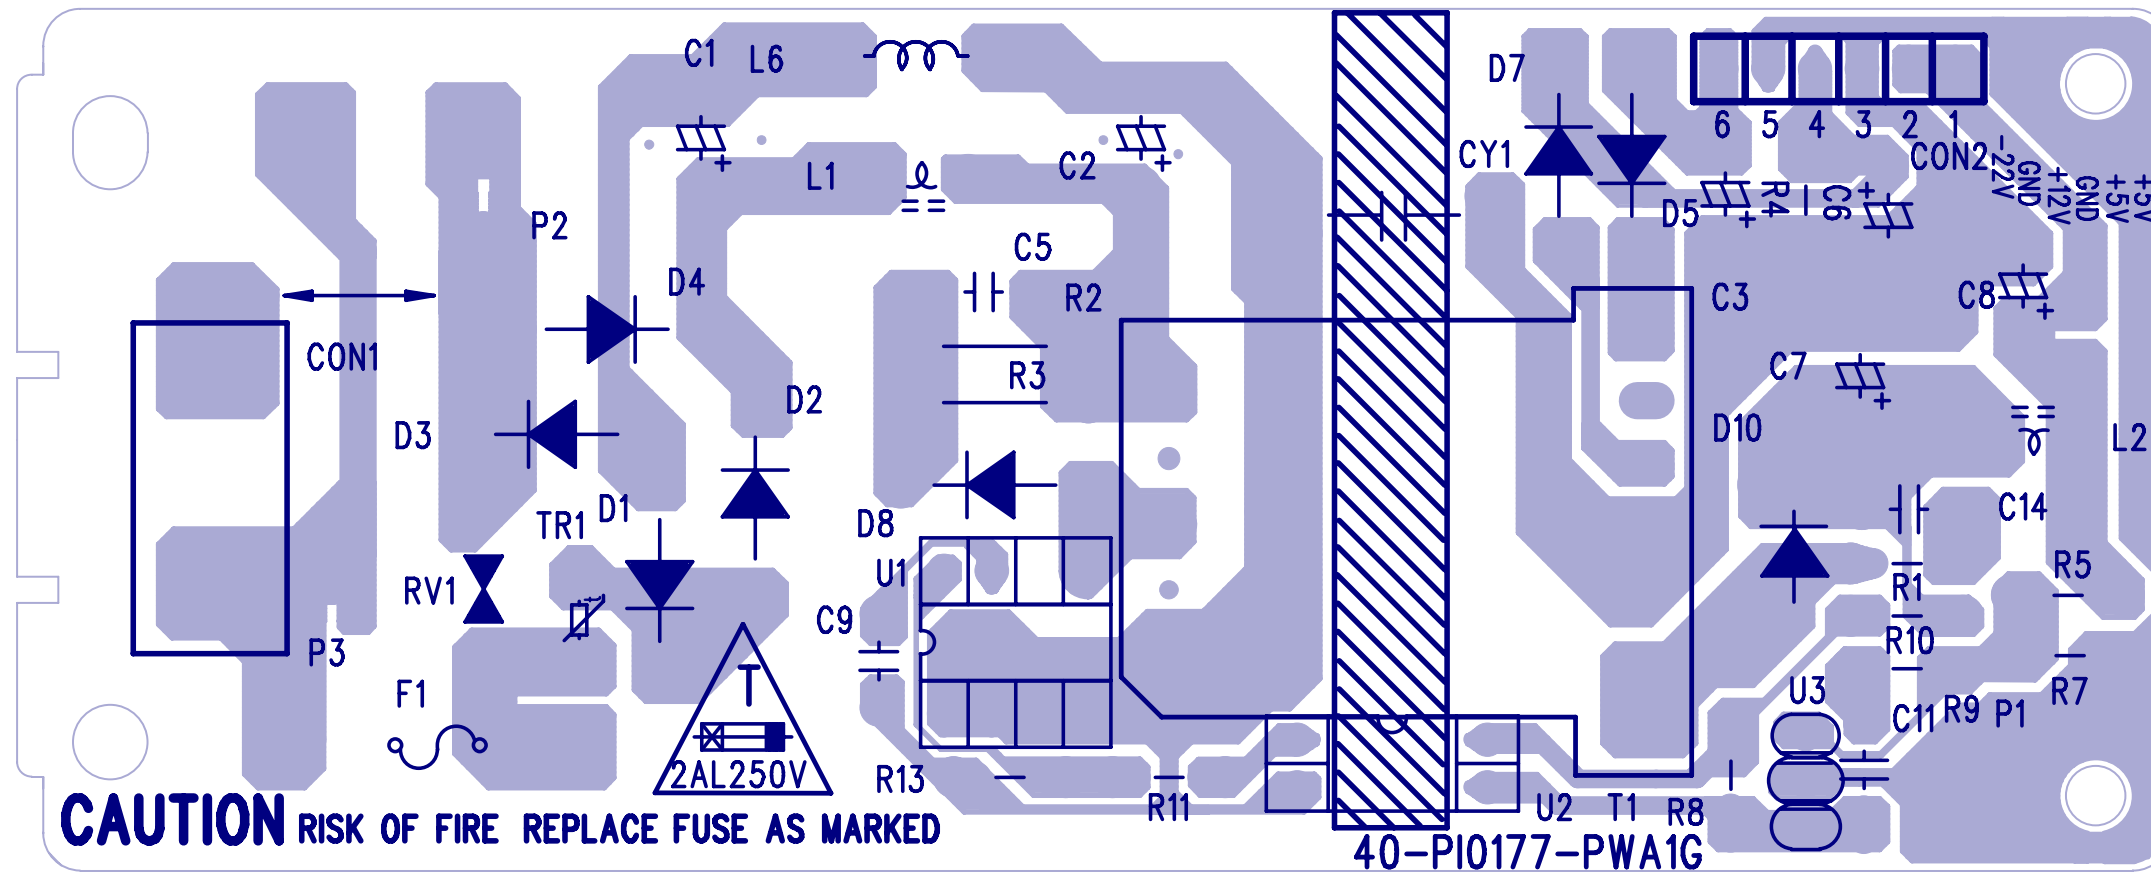 C1
L6
D7
6 5 4 3 2 1
CON2
-22V
GND
+12V
GND
+5V
+5V
L1
C2
CY1
D5
R4
C6
P2
C5
D4
R2
C3
C8
CON1
R3
C7
D2
D3
D10
L2
D1
TR1
D8
C14
U1
RV1
R1
R5
C9
R10
P3
F1
U3
R7
R9
P1
C11
T
2AL250V
R13
R11
U2
T1
R8
CAUTION RISK OF FIRE REPLACE FUSE AS MARKED
40-PI0177-PWA1G
t